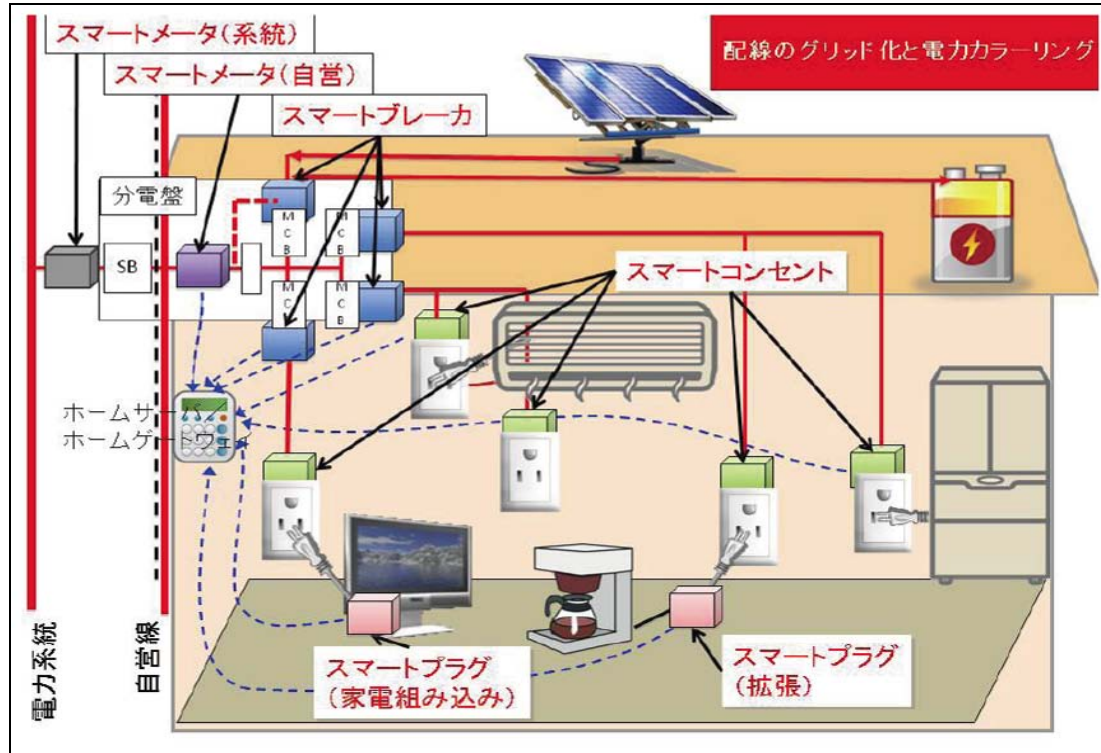 スマートメータ(系統)
スマートメータ(自営)
スマートブレーカ
配線のグリッド化と電力カラーリング
分電盤
MCB
MCB
SB
MCB
MCB
スマートコンセント
ホームサーバ/
ホームゲートウェイ
スマートプラグ
(家電組み込み)
スマートプラグ
(拡張)
電力系統
自営線